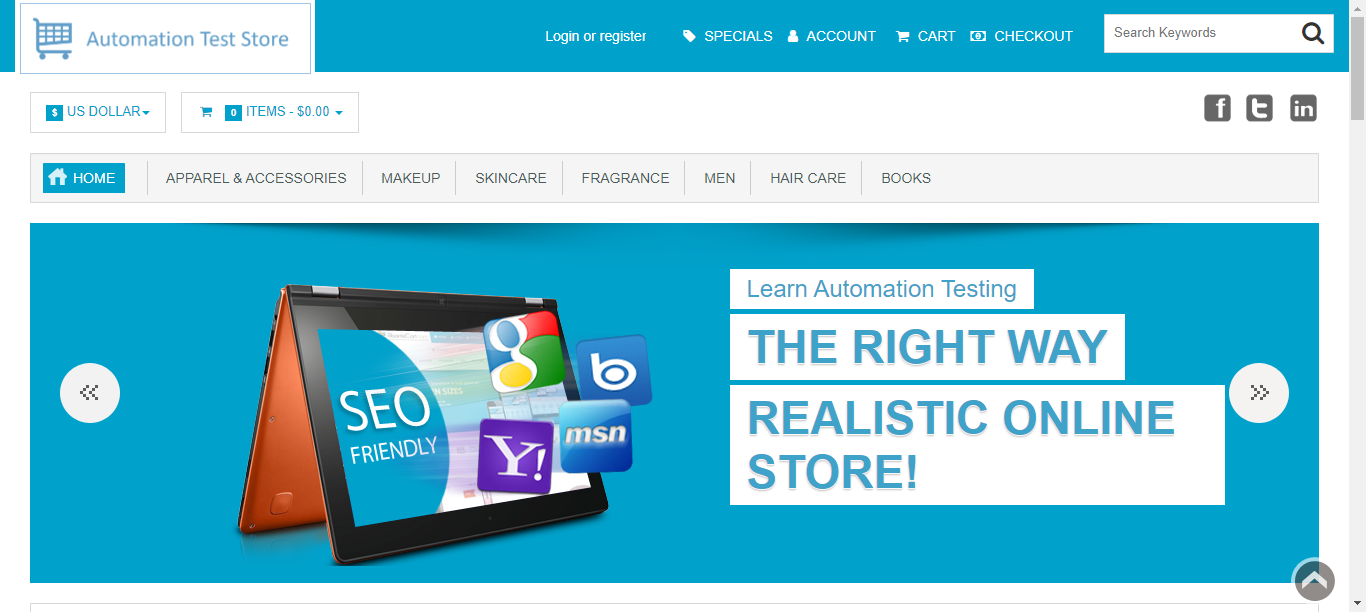 Automation Test Store
Login or register
SPECIALS
ACCOUNT
CART
CHECKOUT
Search Keywords
$ US DOLLAR
0 ITEMS - $0.00
HOME
APPAREL & ACCESSORIES
MAKEUP
SKINCARE
FRAGRANCE
MEN
HAIR CARE
BOOKS
Learn Automation Testing
THE RIGHT WAY
REALISTIC ONLINE
STORE!
SEO
FRIENDLY
g
b
msn
Y!